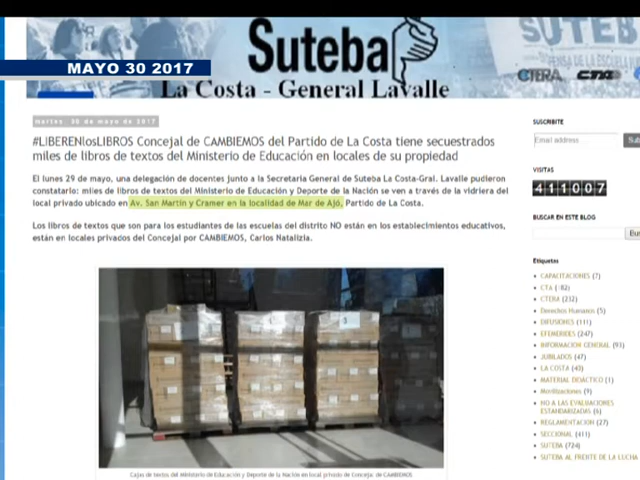 Suteba
SUTEBA
MAYO 30 2017
CTERA
CTA
La Costa - General Lavalle
martes, 30 de mayo de 2017
#LIBERENlosLIBROS Concejal de CAMBIEMOS del Partido de La Costa tiene secuestrados
miles de libros de textos del Ministerio de Educación en locales de su propiedad
El lunes 29 de mayo, una delegación de docentes junto a la Secretaria General de Suteba La Costa-Gral. Lavalle pudieron
constatarlo: miles de libros de textos del Ministerio de Educación y Deporte de la Nación se ven a través de la vidriera del
local privado ubicado en Av. San Martín y Cramer en la localidad de Mar de Ajó, Partido de La Costa.
Los libros de textos que son para los estudiantes de las escuelas del distrito NO están en los establecimientos educativos,
están en locales privados del Concejal por CAMBIEMOS, Carlos Natalizia.
Cajas de textos del Ministerio de Educación y Deporte de la Nación en local privado de Concejal de CAMBIEMOS
SUSCRIBITE
Email address ...
Sub
VISITAS
411007
BUSCAR EN ESTE BLOG
Bus
Etiquetas
CAPACITACIONES (7)
CTA
CTERA (232)
Derechos Humanos (5)
DIFUSIONES (111)
EFEMERIDES (247)
INFORMACION GENERAL (93)
JUBILADOS (47)
LA COSTA (43)
MATERIAL DIDÁCTICO (1)
Movilizaciones (9)
NO A LAS EVALUACIONES
ESTANDARIZADAS (6)
REGLAMENTACION (27)
SECCIONAL (411)
SUTEBA (724)
SUTEBA AL FRENTE DE LA LUCHA